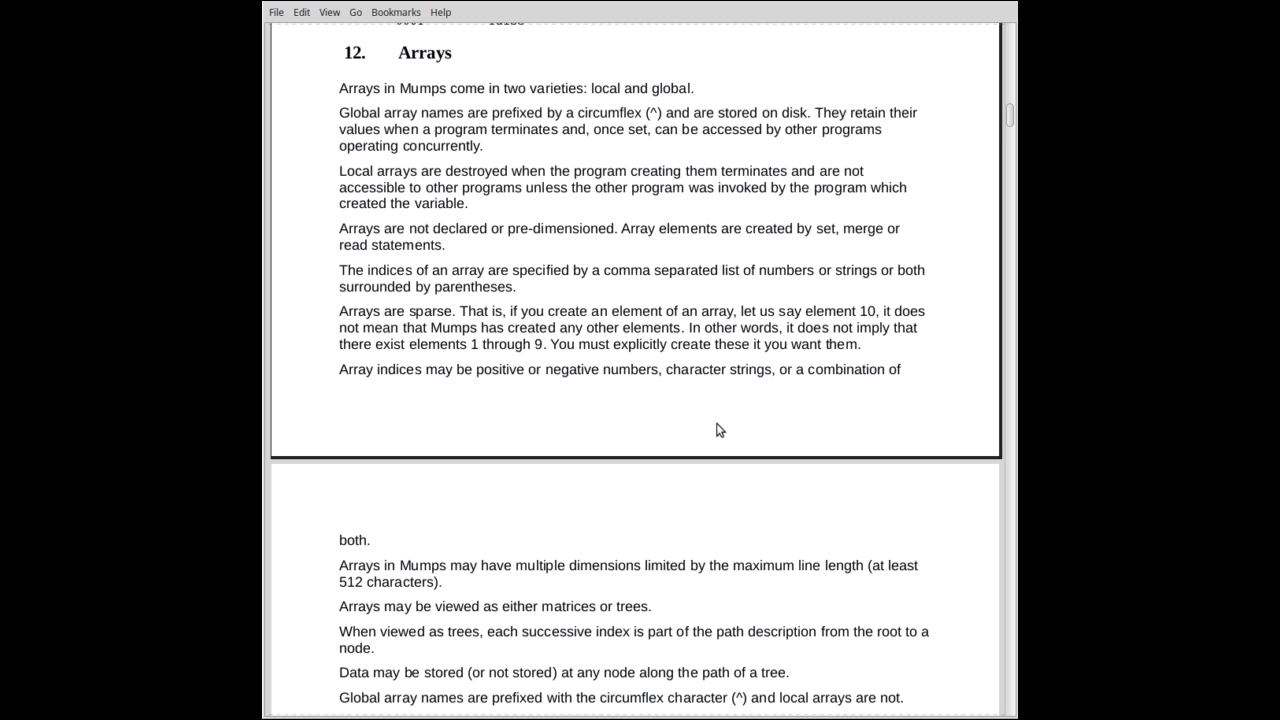 File Edit View Go Bookmarks Help
12. Arrays
Arrays in Mumps come in two varieties: local and global.
Global array names are prefixed by a circumflex (^) and are stored on disk. They retain their
values when a program terminates and, once set, can be accessed by other programs
operating concurrently.
Local arrays are destroyed when the program creating them terminates and are not
accessible to other programs unless the other program was invoked by the program which
created the variable.
Arrays are not declared or pre-dimensioned. Array elements are created by set, merge or
read statements.
The indices of an array are specified by a comma separated list of numbers or strings or both
surrounded by parentheses.
Arrays are sparse. That is, if you create an element of an array, let us say element 10, it does
not mean that Mumps has created any other elements. In other words, it does not imply that
there exist elements 1 through 9. You must explicitly create these it you want them.
Array indices may be positive or negative numbers, character strings, or a combination of
both.
Arrays in Mumps may have multiple dimensions limited by the maximum line length (at least
512 characters).
Arrays may be viewed as either matrices or trees.
When viewed as trees, each successive index is part of the path description from the root to a
node.
Data may be stored (or not stored) at any node along the path of a tree.
Global array names are prefixed with the circumflex character (^) and local arrays are not.